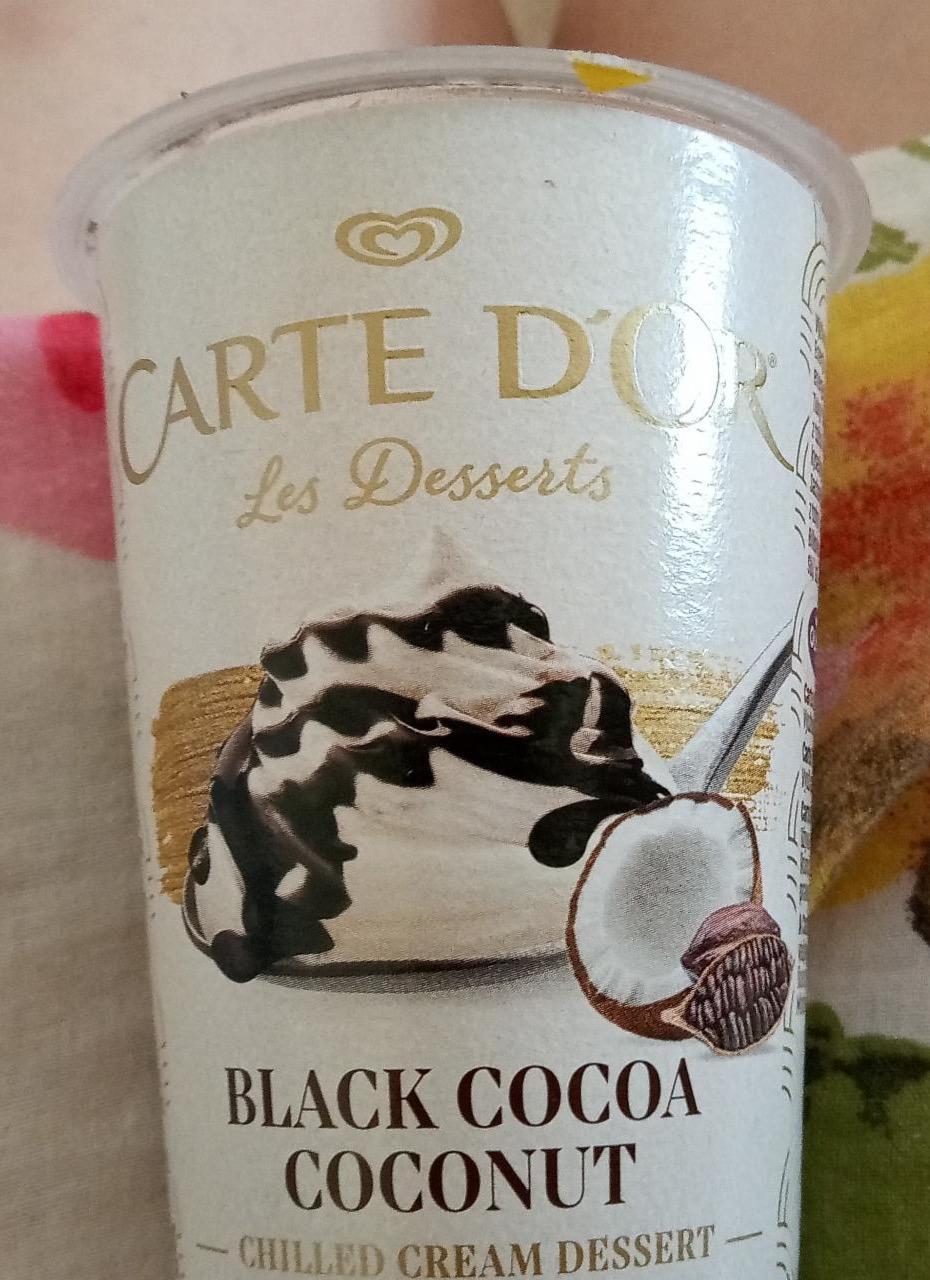 CARTE D'OR®
Les Desserts
BLACK COCOA
COCONUT
CHILLED CREAM DESSERT